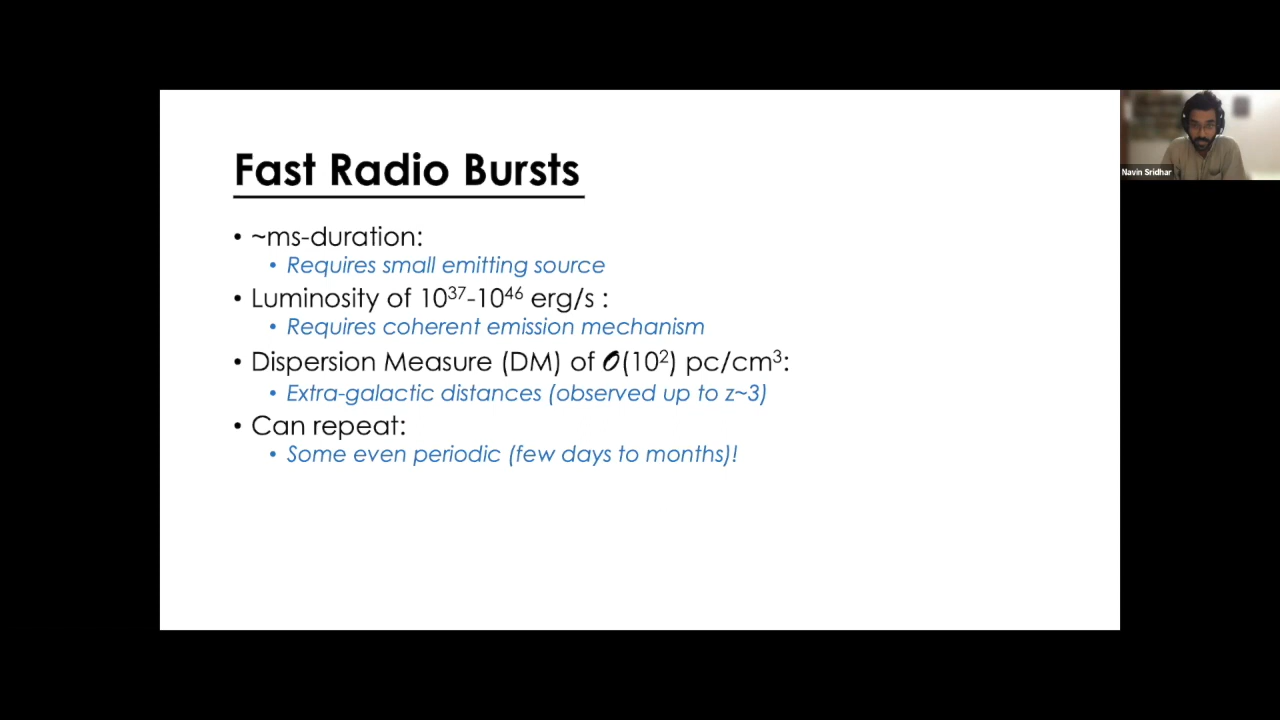 Fast Radio Bursts
• ~ms-duration:
• Requires small emitting source
• Luminosity of 10³⁷-10⁴⁶ erg/s :
• Requires coherent emission mechanism
• Dispersion Measure (DM) of 𝒪(10²) pc/cm³:
• Extra-galactic distances (observed up to z~3)
• Can repeat:
• Some even periodic (few days to months)!
Navin Sridhar